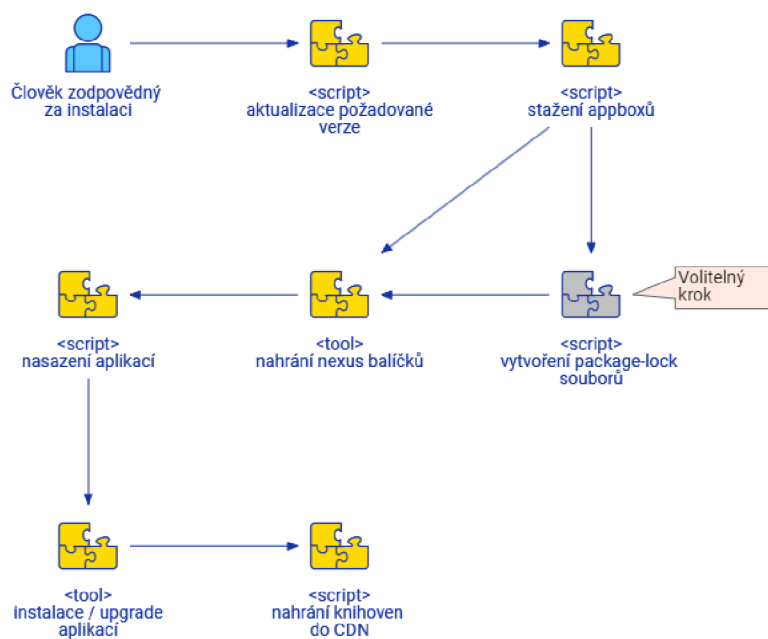 Člověk zodpovědný
za instalaci
<script>
aktualizace požadované
verze
<script>
stažení appboxů
<script>
nasazení aplikací
<tool>
nahrání nexus balíčků
<script>
vytvoření package-lock
souborů
Volitelný
krok
<tool>
instalace / upgrade
aplikací
<script>
nahrání knihoven
do CDN